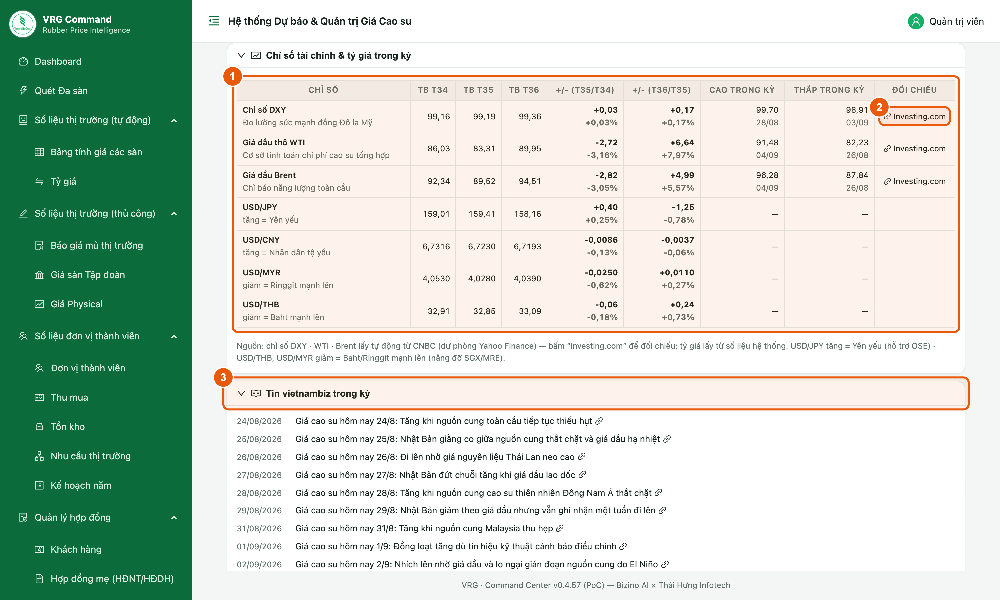 VRG Command
Rubber Price Intelligence
Dashboard
Quét Đa sàn
Số liệu thị trường (tự động)
Bảng tính giá các sàn
Tỷ giá
Số liệu thị trường (thủ công)
Báo giá mủ thị trường
Giá sàn Tập đoàn
Giá Physical
Số liệu đơn vị thành viên
Đơn vị thành viên
Thu mua
Tồn kho
Nhu cầu thị trường
Kế hoạch năm
Quản lý hợp đồng
Khách hàng
Hợp đồng mẹ (HĐNT/HĐDH)
Hệ thống Dự báo & Quản trị Giá Cao su
Quản trị viên
Chỉ số tài chính & tỷ giá trong kỳ
1
CHỈ SỐ TB T34 TB T35 TB T36 +/- (T35/T34) +/- (T36/T35) CAO TRONG KỲ THẤP TRONG KỲ ĐỐI CHIẾU
2
Chỉ số DXY +0,03 +0,17 99,70 98,91
99,16 99,19 99,36 Investing.com
Đo lường sức mạnh đồng Đô la Mỹ +0,03% +0,17% 28/08 03/09
Giá dầu thô WTI -2,72 +6,64 91,48 82,23
86,03 83,31 89,95 Investing.com
Cơ sở tính toán chi phí cao su tổng hợp -3,16% +7,97% 04/09 26/08
Giá dầu Brent -2,82 +4,99 96,28 87,84
92,34 89,52 94,51 Investing.com
Chỉ báo năng lượng toàn cầu -3,05% +5,57% 04/09 26/08
USD/JPY +0,40 -1,25
159,01 159,41 158,16 — —
tăng = Yên yếu +0,25% -0,78%
USD/CNY -0,0086 -0,0037
6,7316 6,7230 6,7193 — —
tăng = Nhân dân tệ yếu -0,13% -0,06%
USD/MYR -0,0250 +0,0110
4,0530 4,0280 4,0390 — —
giảm = Ringgit mạnh lên -0,62% +0,27%
USD/THB -0,06 +0,24
32,91 32,85 33,09 — —
giảm = Baht mạnh lên -0,18% +0,73%
Nguồn: chỉ số DXY · WTI · Brent lấy tự động từ CNBC (dự phòng Yahoo Finance) — bấm “Investing.com” để đối chiếu; tỷ giá lấy từ số liệu hệ thống. USD/JPY tăng = Yên yếu (hỗ trợ OSE) ·
USD/THB, USD/MYR giảm = Baht/Ringgit mạnh lên (nâng đỡ SGX/MRE).
3
Tin vietnambiz trong kỳ
24/08/2026 Giá cao su hôm nay 24/8: Tăng khi nguồn cung toàn cầu tiếp tục thiếu hụt
25/08/2026 Giá cao su hôm nay 25/8: Nhật Bản giằng co giữa nguồn cung thắt chặt và giá dầu hạ nhiệt
26/08/2026 Giá cao su hôm nay 26/8: Đi lên nhờ giá nguyên liệu Thái Lan neo cao
27/08/2026 Giá cao su hôm nay 27/8: Nhật Bản đứt chuỗi tăng khi giá dầu lao dốc
28/08/2026 Giá cao su hôm nay 28/8: Tăng khi nguồn cung cao su thiên nhiên Đông Nam Á thắt chặt
29/08/2026 Giá cao su hôm nay 29/8: Nhật Bản giảm theo giá dầu nhưng vẫn ghi nhận một tuần đi lên
31/08/2026 Giá cao su hôm nay 31/8: Tăng khi nguồn cung Malaysia thu hẹp
01/09/2026 Giá cao su hôm nay 1/9: Đồng loạt tăng dù tín hiệu kỹ thuật cảnh báo điều chỉnh
02/09/2026 Giá cao su hôm nay 2/9: Nhích lên nhờ giá dầu và lo ngại gián đoạn nguồn cung do El Niño
VRG · Command Center v0.4.57 (PoC) — Bizino AI × Thái Hưng Infotech